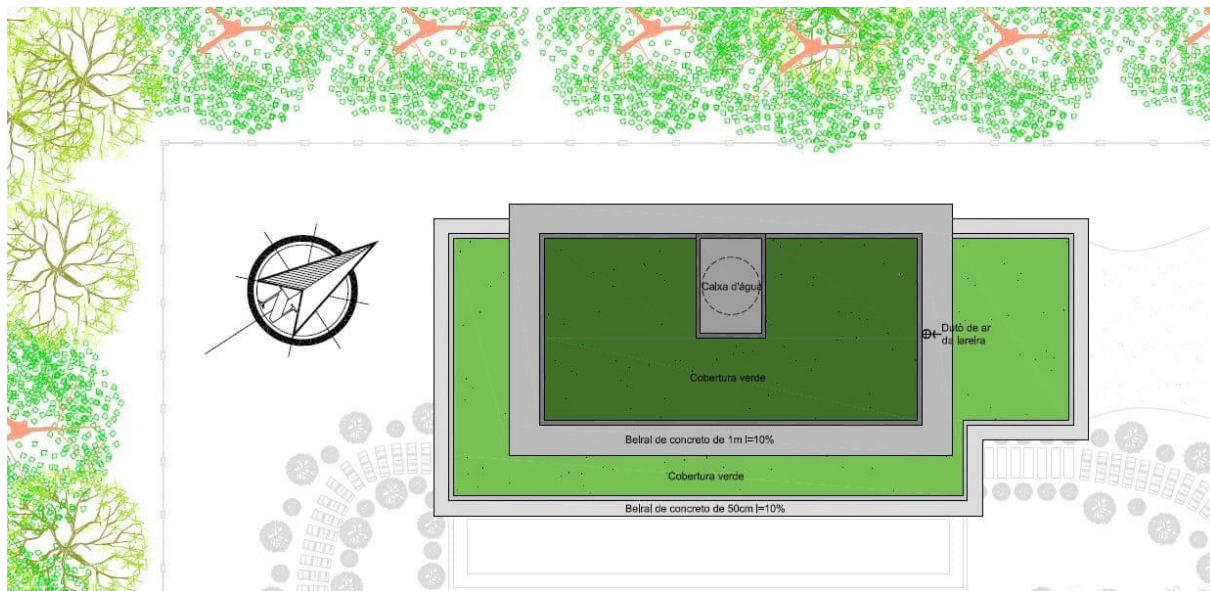 Caixa d'água
Duto de ar
da lareira
Cobertura verde
Beiral de concreto de 1m I=10%
Cobertura verde
Beiral de concreto de 50cm I=10%